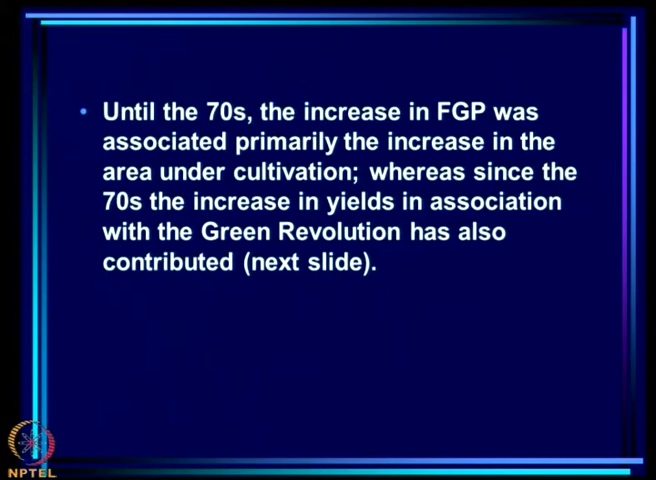 • Until the 70s, the increase in FGP was
associated primarily the increase in the
area under cultivation; whereas since the
70s the increase in yields in association
with the Green Revolution has also
contributed (next slide).
NPTEL